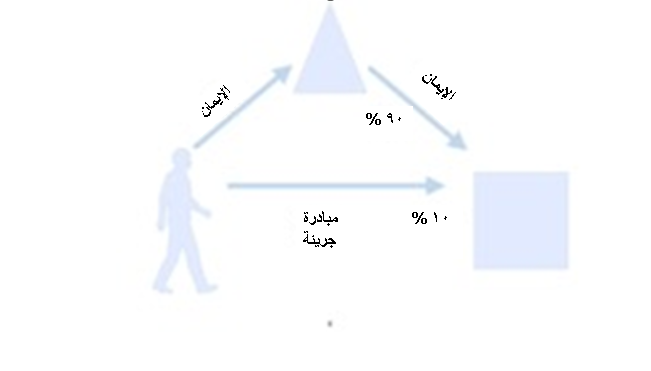 الإيمان
الإيمان
٩٠ %
مبادرة
جريئة
١٠ %